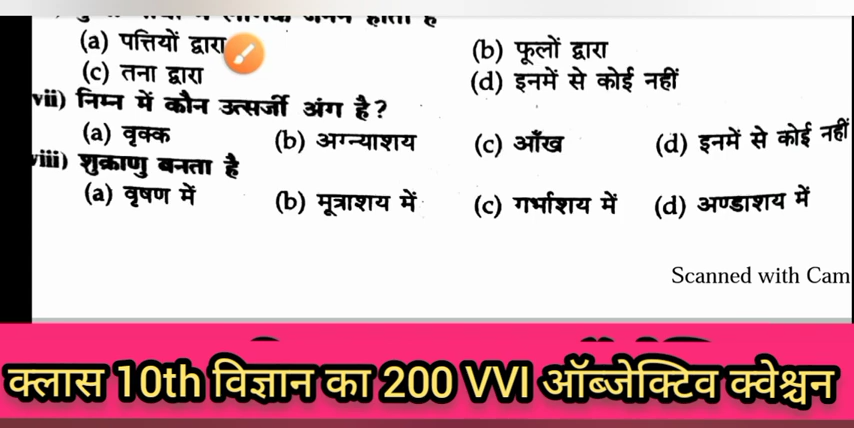 में लैंगिक जनन होता है
(a) पत्तियों द्वारा (b) फूलों द्वारा
(c) तना द्वारा (d) इनमें से कोई नहीं
vii) निम्न में कौन उत्सर्जी अंग है?
(a) वृक्क (b) अग्न्याशय (c) आँख (d) इनमें से कोई नहीं
viii) शुक्राणु बनता है
(a) वृषण में (b) मूत्राशय में (c) गर्भाशय में (d) अण्डाशय में
Scanned with Cam
क्लास 10th विज्ञान का 200 VVI ऑब्जेक्टिव क्वेश्चन